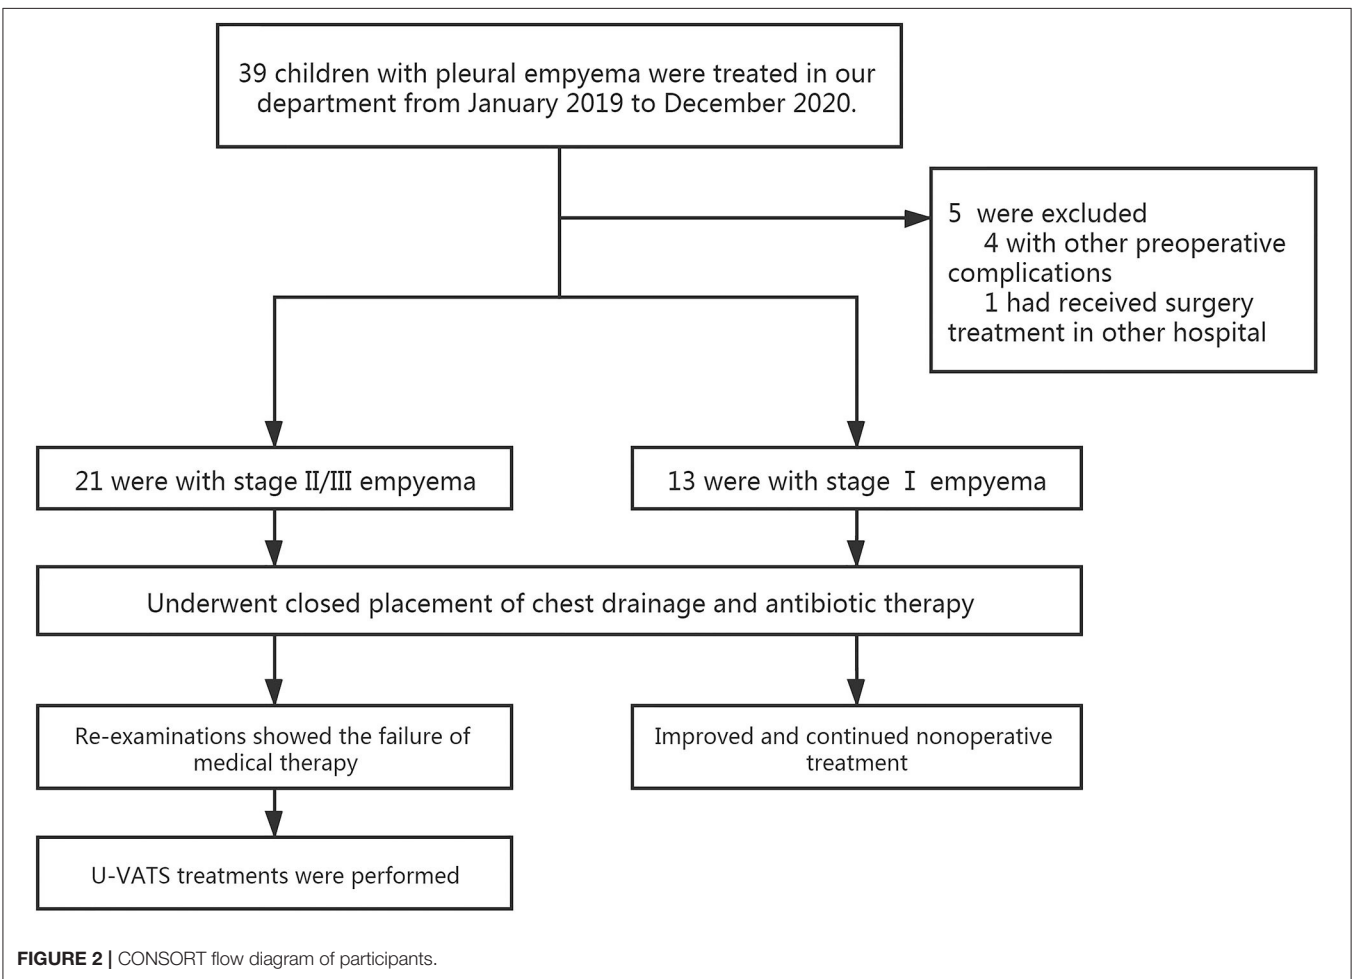 39 children with pleural empyema were treated in our
department from January 2019 to December 2020.
5 were excluded
4 with other preoperative
complications
1 had received surgery
treatment in other hospital
21 were with stage II/III empyema
13 were with stage I empyema
Underwent closed placement of chest drainage and antibiotic therapy
Re-examinations showed the failure of
medical therapy
Improved and continued nonoperative
treatment
U-VATS treatments were performed
FIGURE 2 | CONSORT flow diagram of participants.